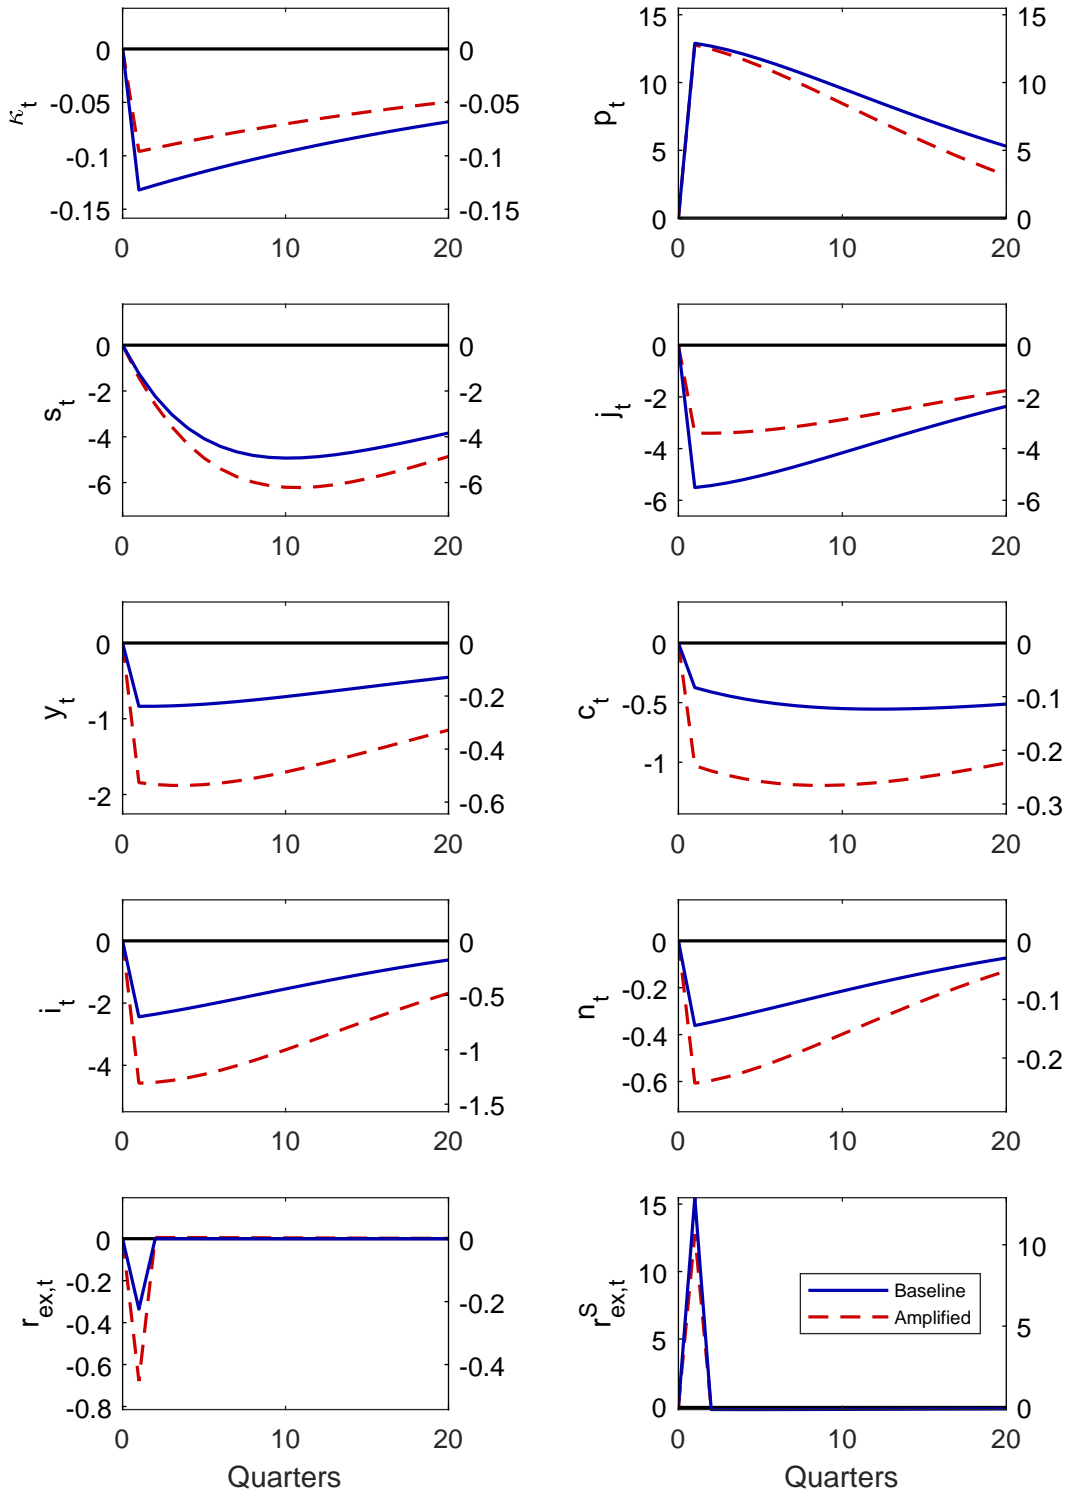 0 0 15 15
-0.05 -0.05 10 10
κt pt
-0.1 -0.1 5 5
-0.15 -0.15 0 0
0 10 20 0 10 20
0 0 0 0
-2 -2 -2 -2
st jt
-4 -4 -4 -4
-6 -6 -6 -6
0 10 20 0 10 20
0 0 0 0
-0.2 -0.1
yt ct
-1 -0.5
-0.4 -0.2
-2 -0.6 -1 -0.3
0 10 20 0 10 20
0 0 0 0
-0.5 -0.2
-2 -0.1
it nt
-1 -0.4
-4 -0.2
-1.5 -0.6
0 10 20 0 10 20
0 0 15
-0.2 10
-0.2 10
rex,t rSex,t
-0.4 Baseline
5 5
-0.6 -0.4 Amplified
-0.8 0 0
0 10 20 0 10 20
Quarters Quarters